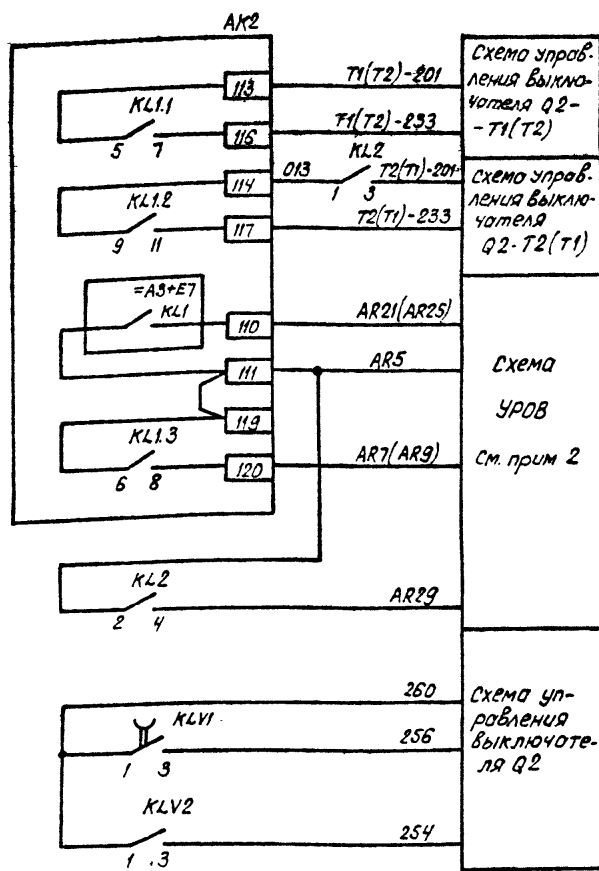 AK2
113
T1(T2)-201
Схема управ-
ления выклю-
чателя Q2-
-T1(T2)
KL1.1
5 7
116
T1(T2)-233
KL2
114
013
1 3
T2(T1)-201
Схема управ-
ления выклю-
чателя
Q2-T2(T1)
KL1.2
9 11
117
T2(T1)-233
=A3+E7
KL1
110
AR21(AR25)
111
AR5
Схема
УРОВ
См. прим 2
119
KL1.3
6 8
120
AR7(AR9)
KL2
2 4
AR29
260
Схема уп-
равления
выключате-
ля Q2
KLV1
1 3
256
KLV2
1 .3
254